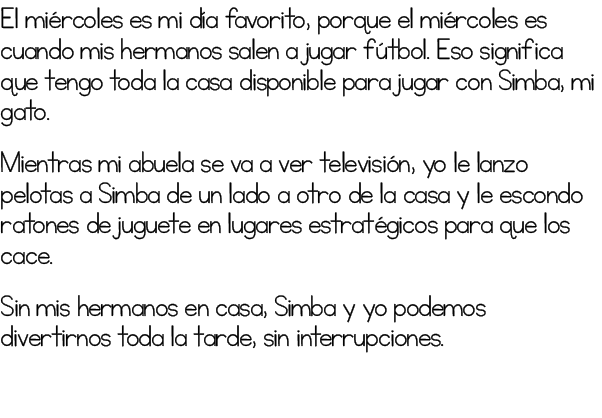 El miércoles es mi día favorito, porque el miércoles es
cuando mis hermanos salen a jugar fútbol. Eso significa
que tengo toda la casa disponible para jugar con Simba, mi
gato.
Mientras mi abuela se va a ver televisión, yo le lanzo
pelotas a Simba de un lado a otro de la casa y le escondo
ratones de juguete en lugares estratégicos para que los
cace.
Sin mis hermanos en casa, Simba y yo podemos
divertirnos toda la tarde, sin interrupciones.